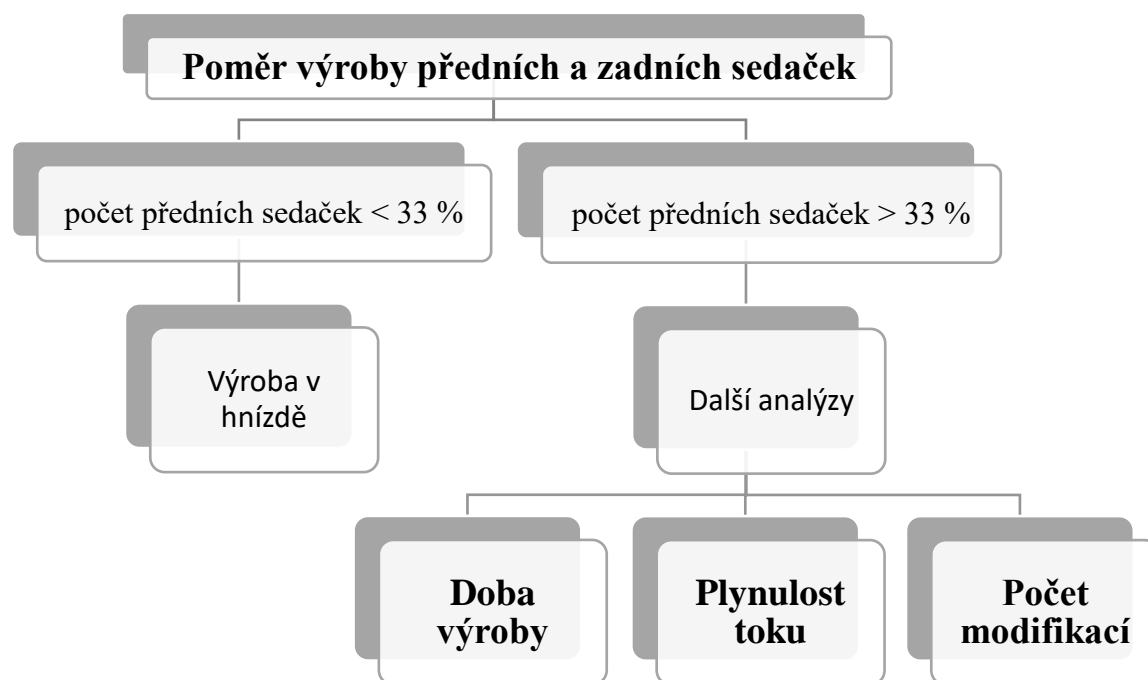 Poměr výroby předních a zadních sedaček
počet předních sedaček < 33 %
počet předních sedaček > 33 %
Výroba v
hnízdě
Další analýzy
Doba
výroby
Plynulost
toku
Počet
modifikací